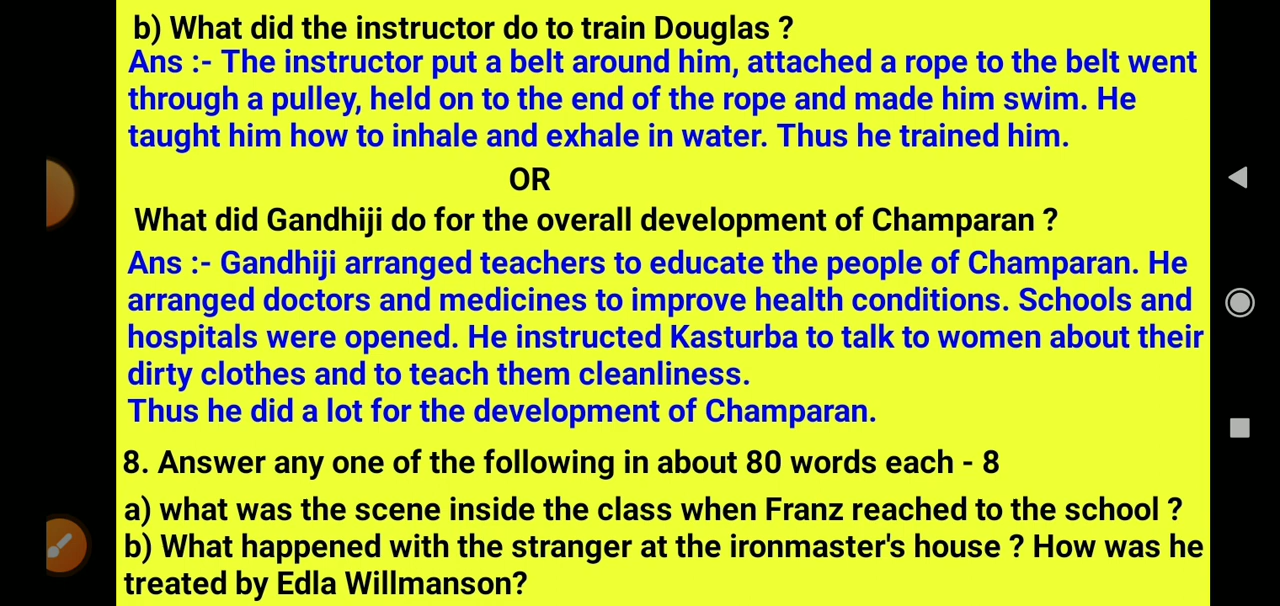 b) What did the instructor do to train Douglas ?
Ans :- The instructor put a belt around him, attached a rope to the belt went
through a pulley, held on to the end of the rope and made him swim. He
taught him how to inhale and exhale in water. Thus he trained him.
OR
What did Gandhiji do for the overall development of Champaran ?
Ans :- Gandhiji arranged teachers to educate the people of Champaran. He
arranged doctors and medicines to improve health conditions. Schools and
hospitals were opened. He instructed Kasturba to talk to women about their
dirty clothes and to teach them cleanliness.
Thus he did a lot for the development of Champaran.
8. Answer any one of the following in about 80 words each - 8
a) what was the scene inside the class when Franz reached to the school ?
b) What happened with the stranger at the ironmaster's house ? How was he
treated by Edla Willmanson?